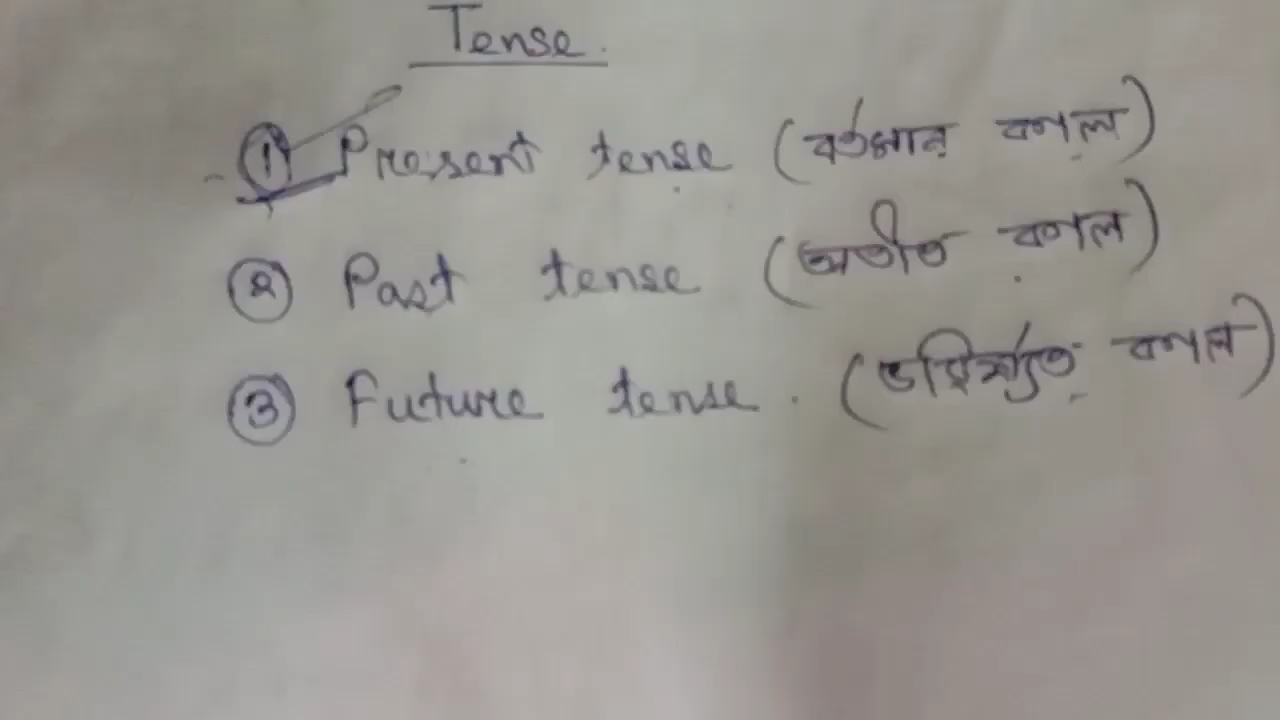 Tense.
① Present tense (বর্তমান কাল)
② Past tense (অতীত কাল)
③ Future tense. (ভবিষ্যত কাল)